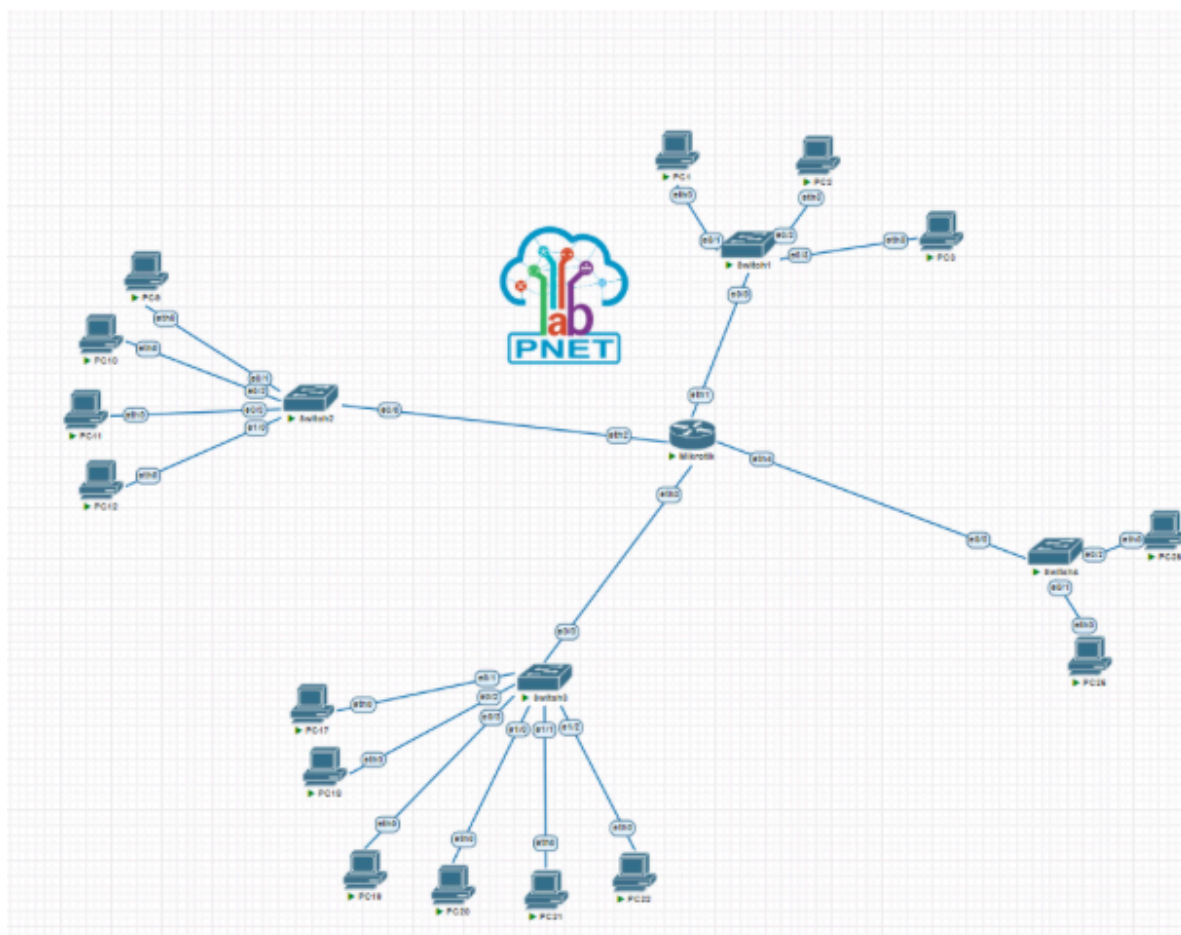 PC1
PC2
eth0
eth0
e0/1
e0/2
Switch1
e0/3
eth0
PC3
e0/0
lab
PNET
eth0
PC10
eth0
e0/1
e0/2
Switch2
e0/0
PC11
eth0
e0/3
e1/0
eth1
eth2
Mikrotik
PC12
eth0
eth4
eth3
e0/0
Switch4
e0/2
eth0
e0/1
eth0
e0/0
Switch3
e0/1
e0/2
e0/3
e1/0
e1/1
e1/2
PC17
eth0
PC18
eth0
eth0
eth0
eth0
eth0
PC19
PC20
PC21
PC22